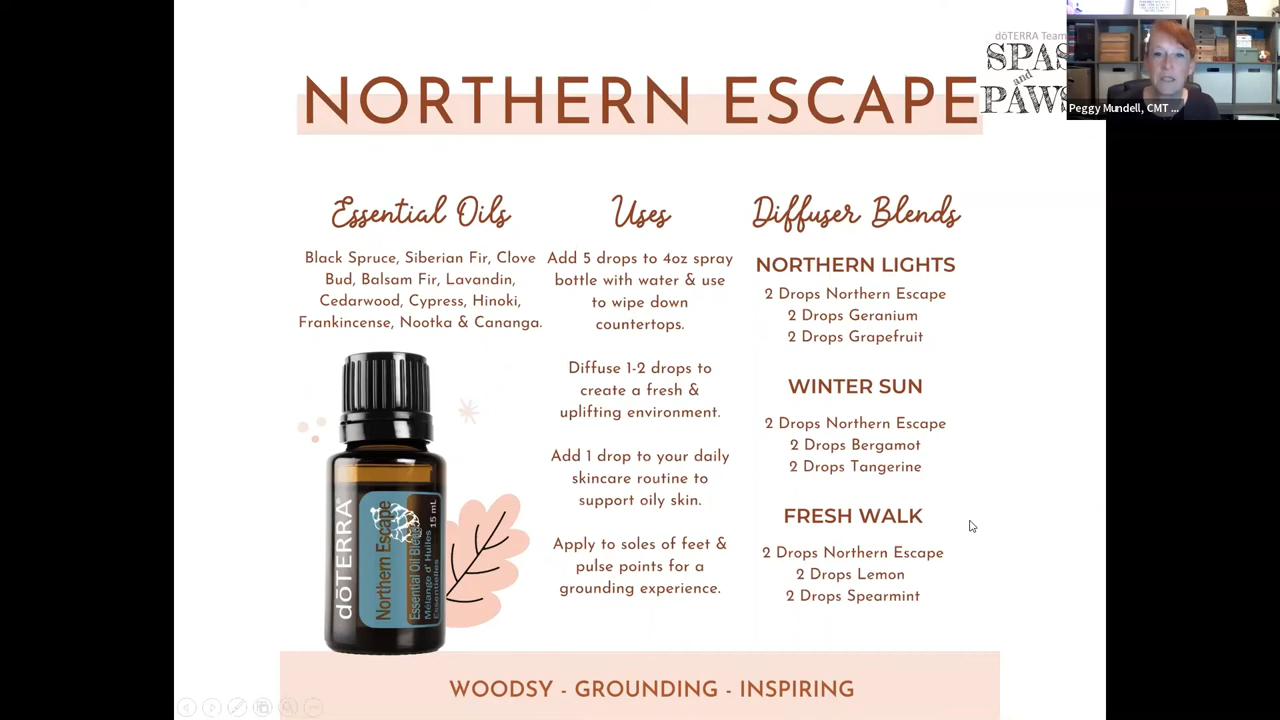 dōTERRA Team
SPAS
and
PAWS
Peggy Mundell, CMT ...
NORTHERN ESCAPE
Essential Oils
Black Spruce, Siberian Fir, Clove
Bud, Balsam Fir, Lavandin,
Cedarwood, Cypress, Hinoki,
Frankincense, Nootka & Cananga.
dōTERRA®
Northern Escape
Essential Oil Blend
Mélange d' Huiles
Essentielles
15 mL
Uses
Add 5 drops to 4oz spray
bottle with water & use
to wipe down
countertops.
Diffuse 1-2 drops to
create a fresh &
uplifting environment.
Add 1 drop to your daily
skincare routine to
support oily skin.
Apply to soles of feet &
pulse points for a
grounding experience.
Diffuser Blends
NORTHERN LIGHTS
2 Drops Northern Escape
2 Drops Geranium
2 Drops Grapefruit
WINTER SUN
2 Drops Northern Escape
2 Drops Bergamot
2 Drops Tangerine
FRESH WALK
2 Drops Northern Escape
2 Drops Lemon
2 Drops Spearmint
WOODSY - GROUNDING - INSPIRING